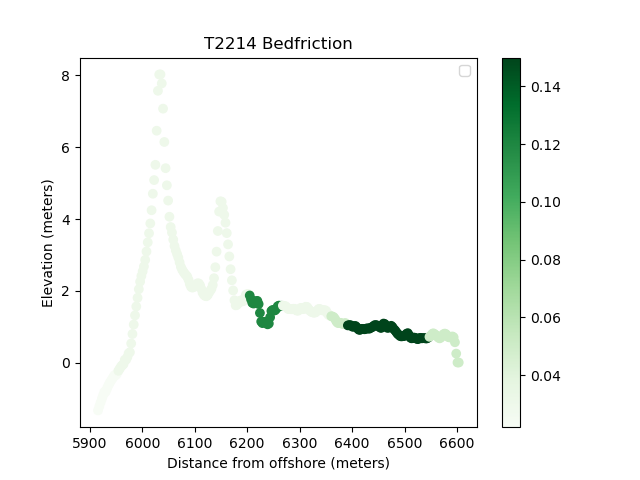 T2214 Bedfriction
8
6
4
2
0
Elevation (meters)
5900 6000 6100 6200 6300 6400 6500 6600
Distance from offshore (meters)
0.14
0.12
0.10
0.08
0.06
0.04